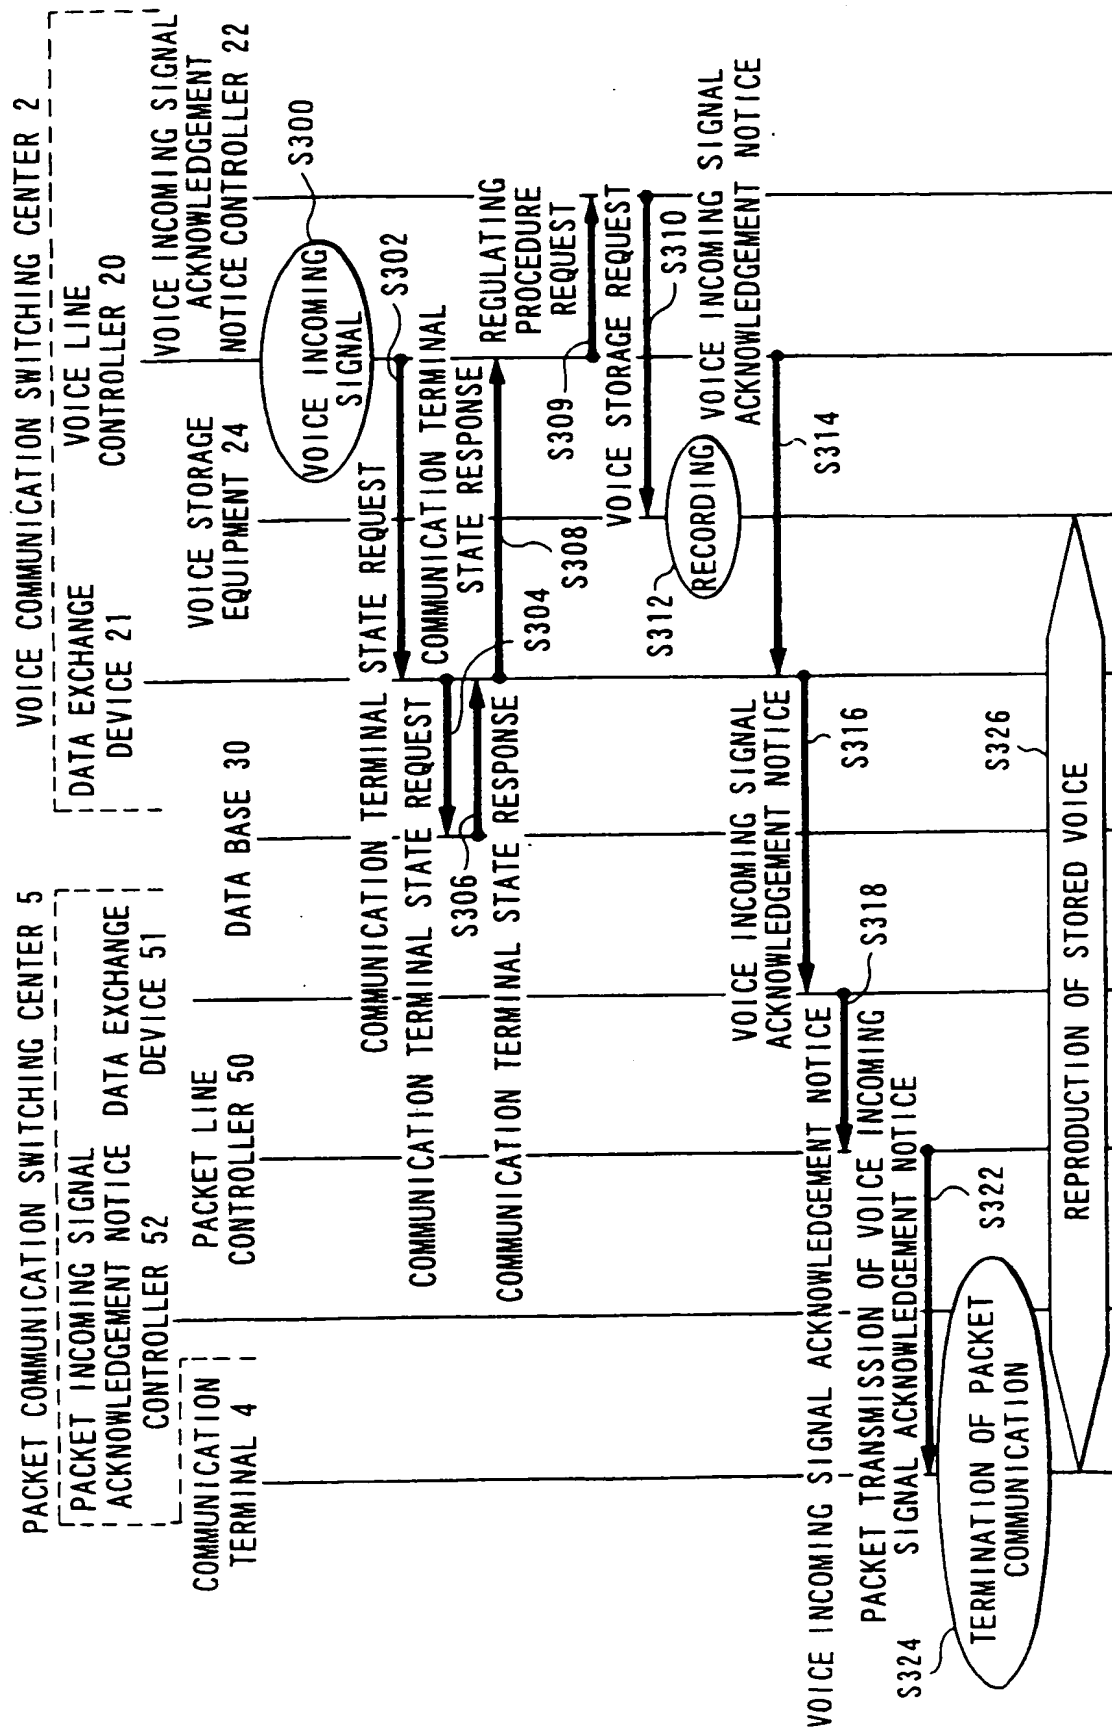 PACKET COMMUNICATION SWITCHING CENTER 5
VOICE COMMUNICATION SWITCHING CENTER 2
PACKET INCOMING SIGNAL
ACKNOWLEDGEMENT NOTICE
CONTROLLER 52
DATA EXCHANGE
DEVICE 51
DATA EXCHANGE
DEVICE 21
VOICE LINE
CONTROLLER 20
VOICE INCOMING SIGNAL
ACKNOWLEDGEMENT
NOTICE CONTROLLER 22
COMMUNICATION
TERMINAL 4
PACKET LINE
CONTROLLER 50
DATA BASE 30
VOICE STORAGE
EQUIPMENT 24
VOICE INCOMING
SIGNAL
S300
COMMUNICATION TERMINAL STATE REQUEST
S302
COMMUNICATION TERMINAL STATE REQUEST
S304
S306
COMMUNICATION TERMINAL STATE RESPONSE
COMMUNICATION TERMINAL
STATE RESPONSE
S308
REGULATING
PROCEDURE
REQUEST
S309
VOICE STORAGE REQUEST
S310
S312
RECORDING
VOICE INCOMING SIGNAL
ACKNOWLEDGEMENT NOTICE
S314
VOICE INCOMING SIGNAL
ACKNOWLEDGEMENT NOTICE
S316
VOICE INCOMING SIGNAL ACKNOWLEDGEMENT NOTICE
S318
PACKET TRANSMISSION OF VOICE INCOMING
SIGNAL ACKNOWLEDGEMENT NOTICE
S322
S324
TERMINATION OF PACKET
COMMUNICATION
S326
REPRODUCTION OF STORED VOICE